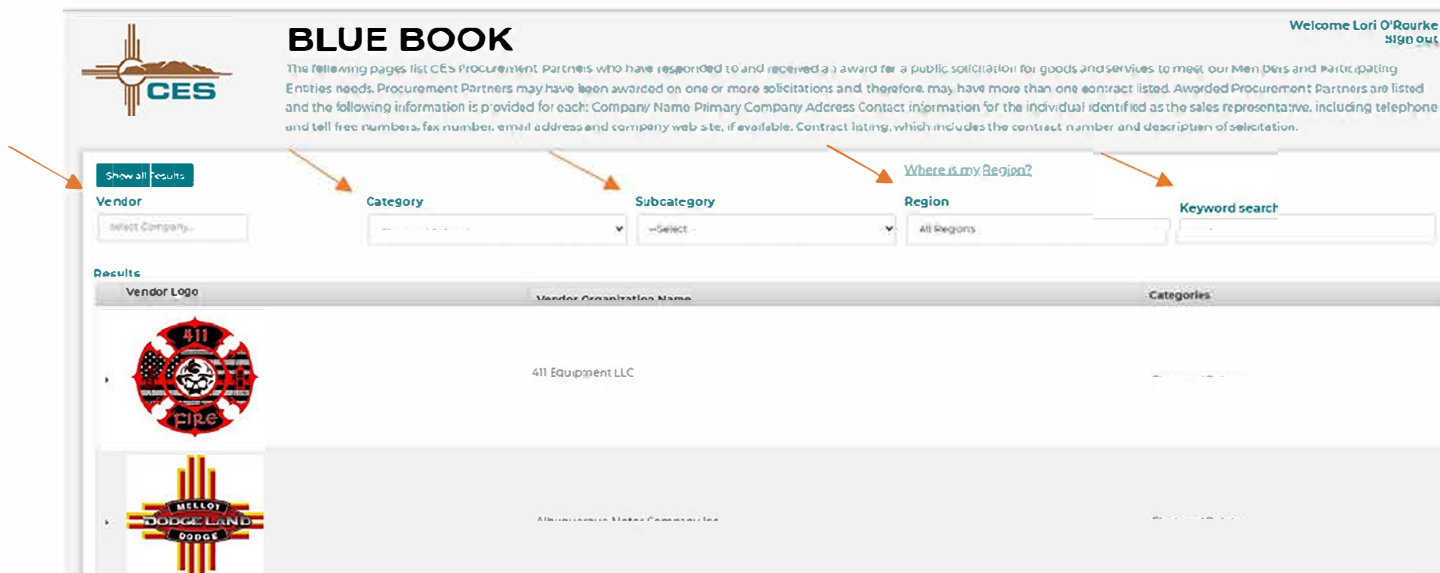 CES
BLUE BOOK
Welcome Lori O'Rourke
Sign out
The following pages list CES Procurement Partners who have responded to and received an award for a public solicitation for goods and services to meet our Members and Participating
Entities needs. Procurement Partners may have been awarded on one or more solicitations and, therefore, may have more than one contract listed. Awarded Procurement Partners are listed
and the following information is provided for each: Company Name Primary Company Address Contact information for the individual identified as the sales representative, including telephone
and toll free numbers, fax number, email address and company web site, if available. Contract listing, which includes the contract number and description of solicitation.
Show all Results
Where is my Region?
Vendor
Category
Subcategory
Region
Keyword search
Select Company...
--Select--
All Regions
Results
Vendor Logo
Vendor Organization Name
Categories
411
FIRE
411 Equipment LLC
MELLOY
DODGELAND
DODGE
Albuquerque Motor Company Inc